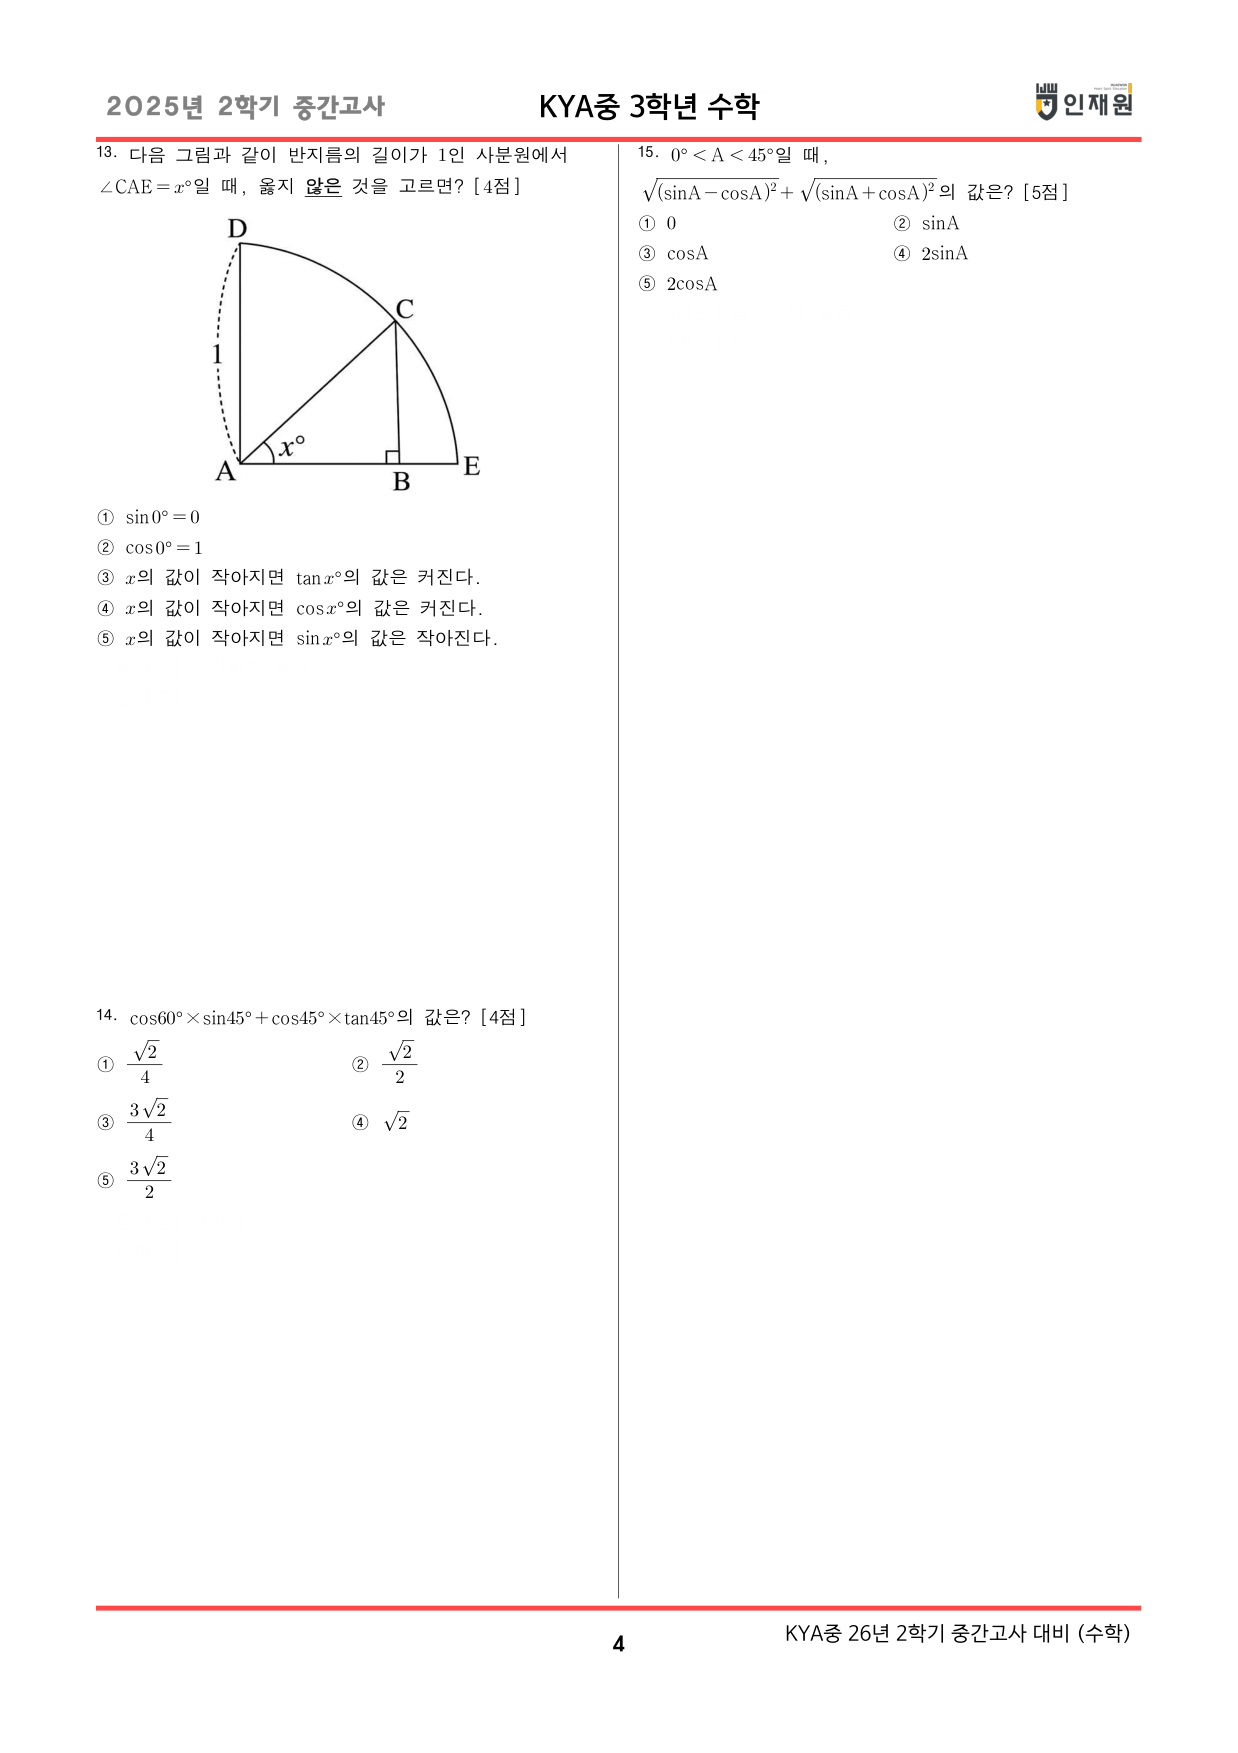 2025년 2학기 중간고사
KYA중 3학년 수학
인재원
13. 다음 그림과 같이 반지름의 길이가 1인 사분원에서
∠CAE = x°일 때, 옳지 않은 것을 고르면? [4점]
D
C
1
x°
A
B
E
① sin0° = 0
② cos0° = 1
③ x의 값이 작아지면 tanx°의 값은 커진다.
④ x의 값이 작아지면 cosx°의 값은 커진다.
⑤ x의 값이 작아지면 sinx°의 값은 작아진다.
14. cos60°×sin45°+cos45°×tan45°의 값은? [4점]
① √2/4 ② √2/2
③ 3√2/4 ④ √2
⑤ 3√2/2
15. 0° < A < 45°일 때,
√(sinA−cosA)² + √(sinA+cosA)²의 값은? [5점]
① 0 ② sinA
③ cosA ④ 2sinA
⑤ 2cosA
4
KYA중 26년 2학기 중간고사 대비 (수학)